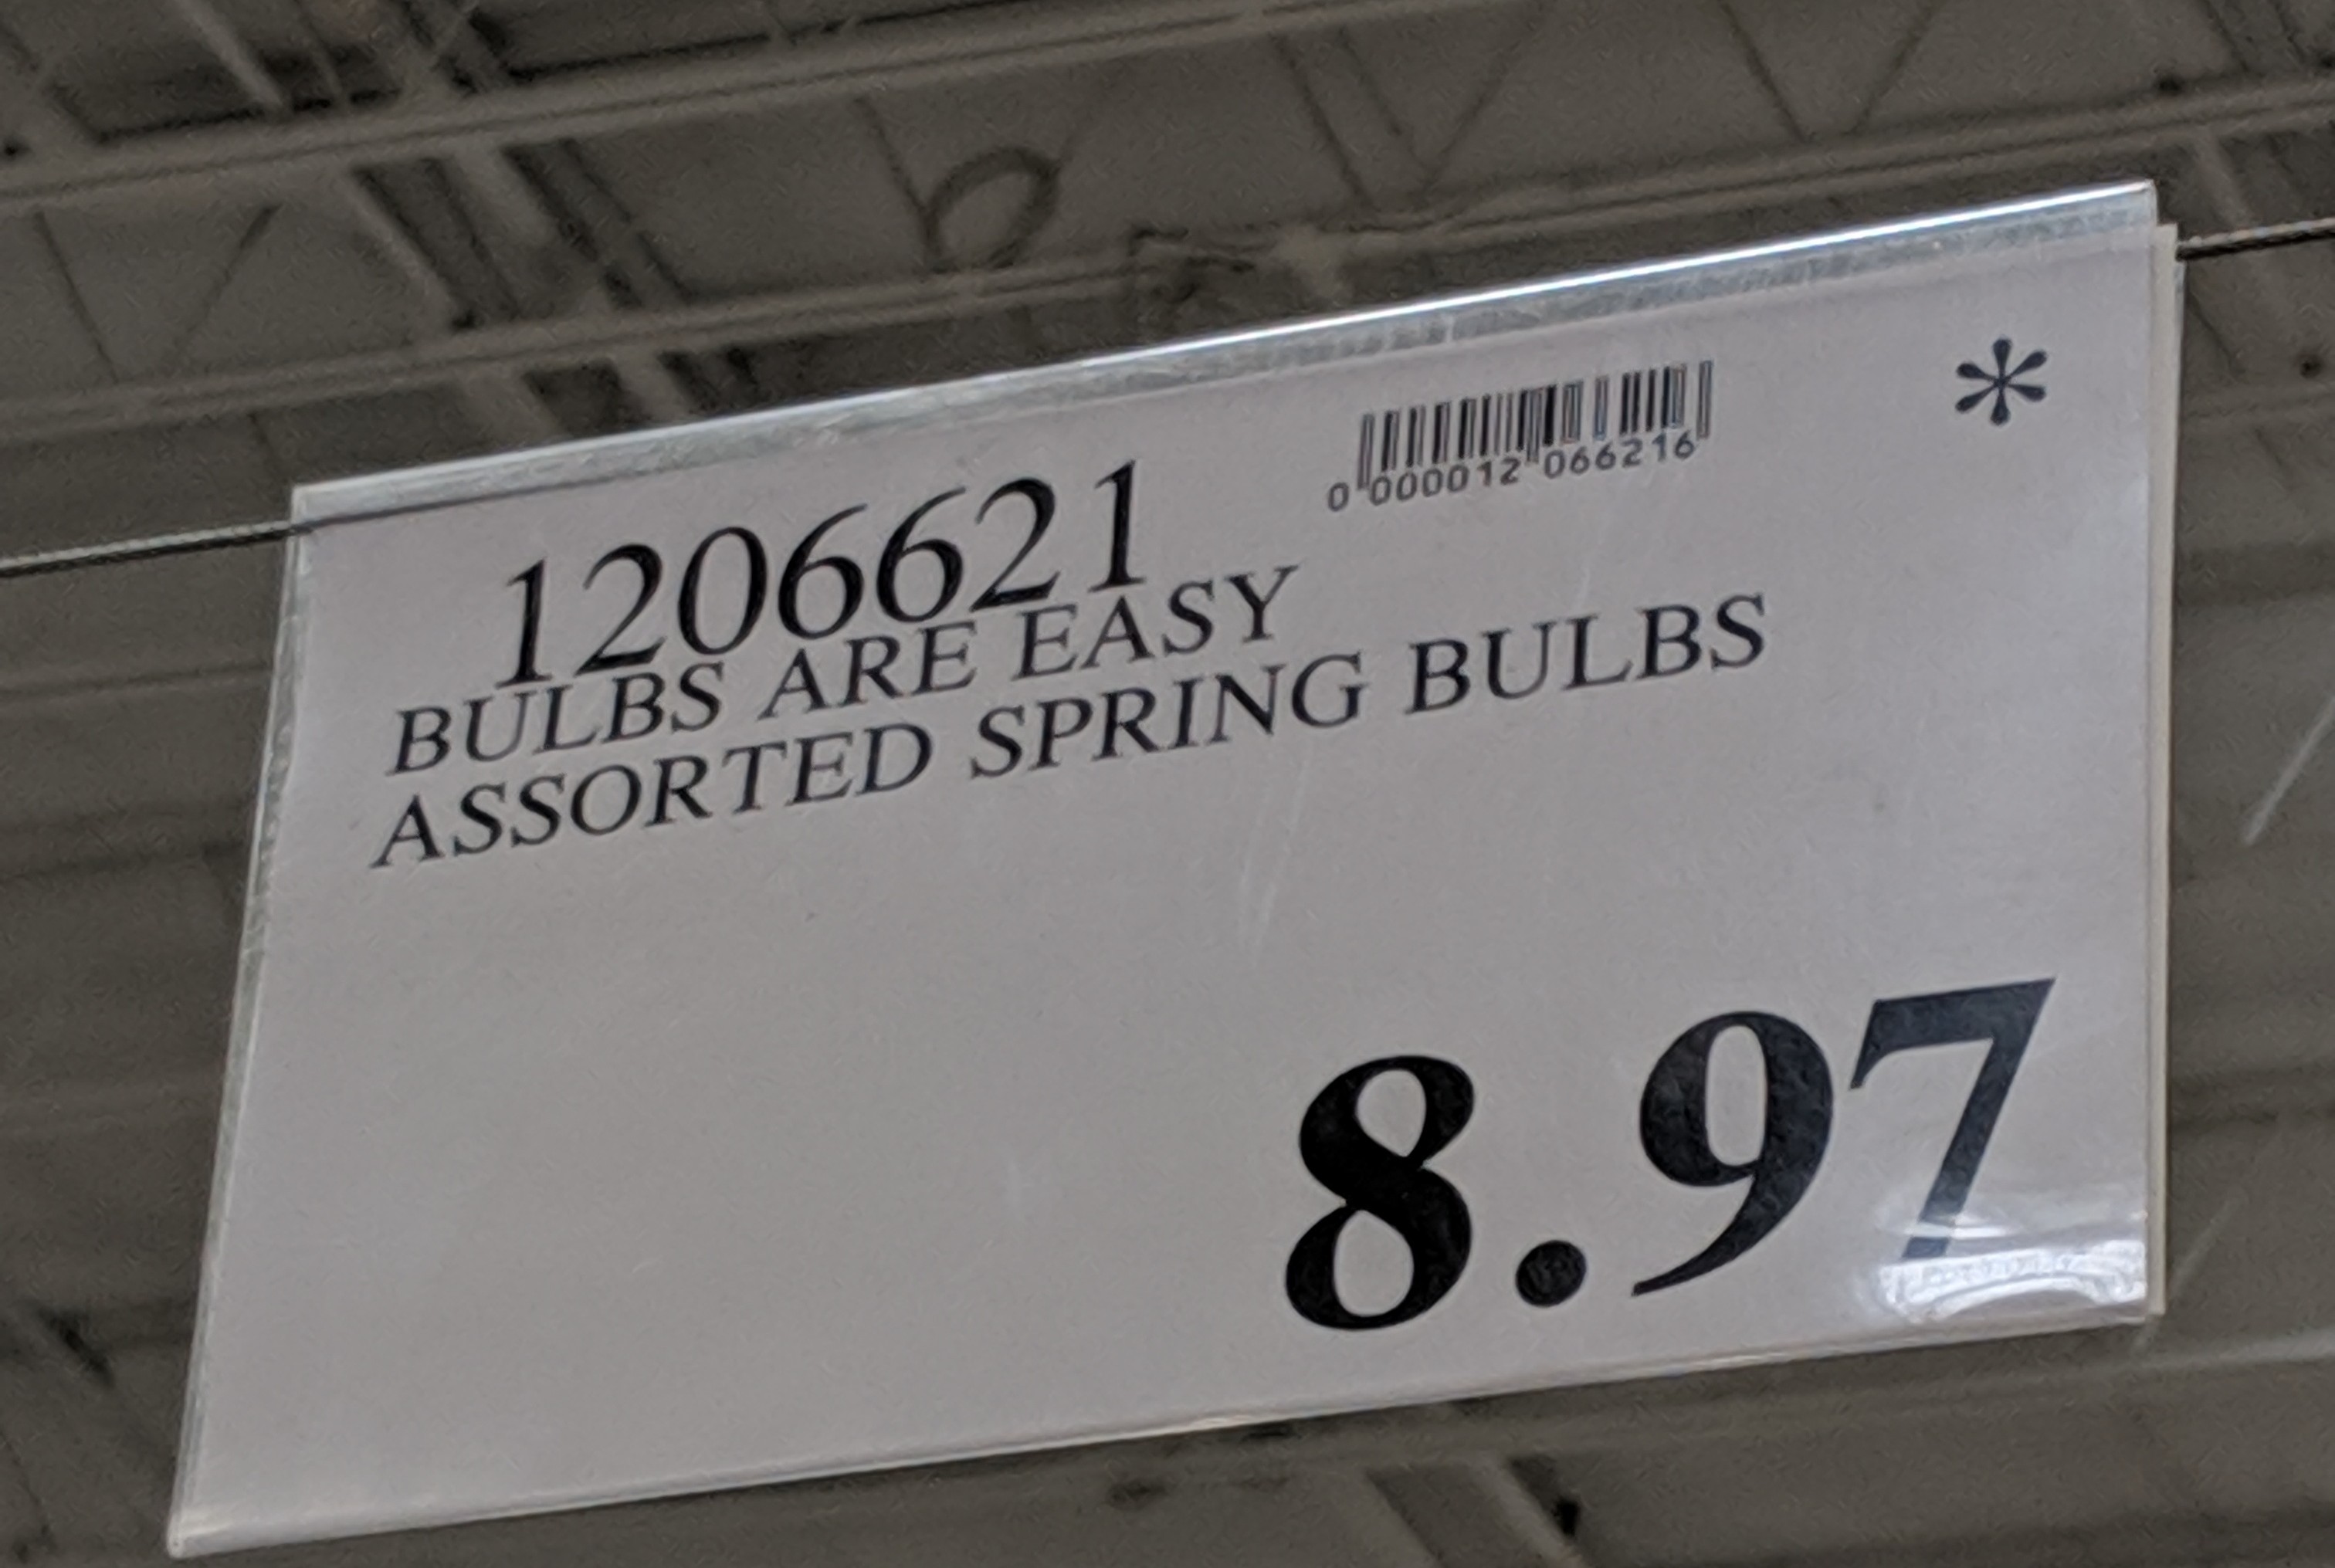 *
0 000012 066216
1206621
BULBS ARE EASY
ASSORTED SPRING BULBS
8.97